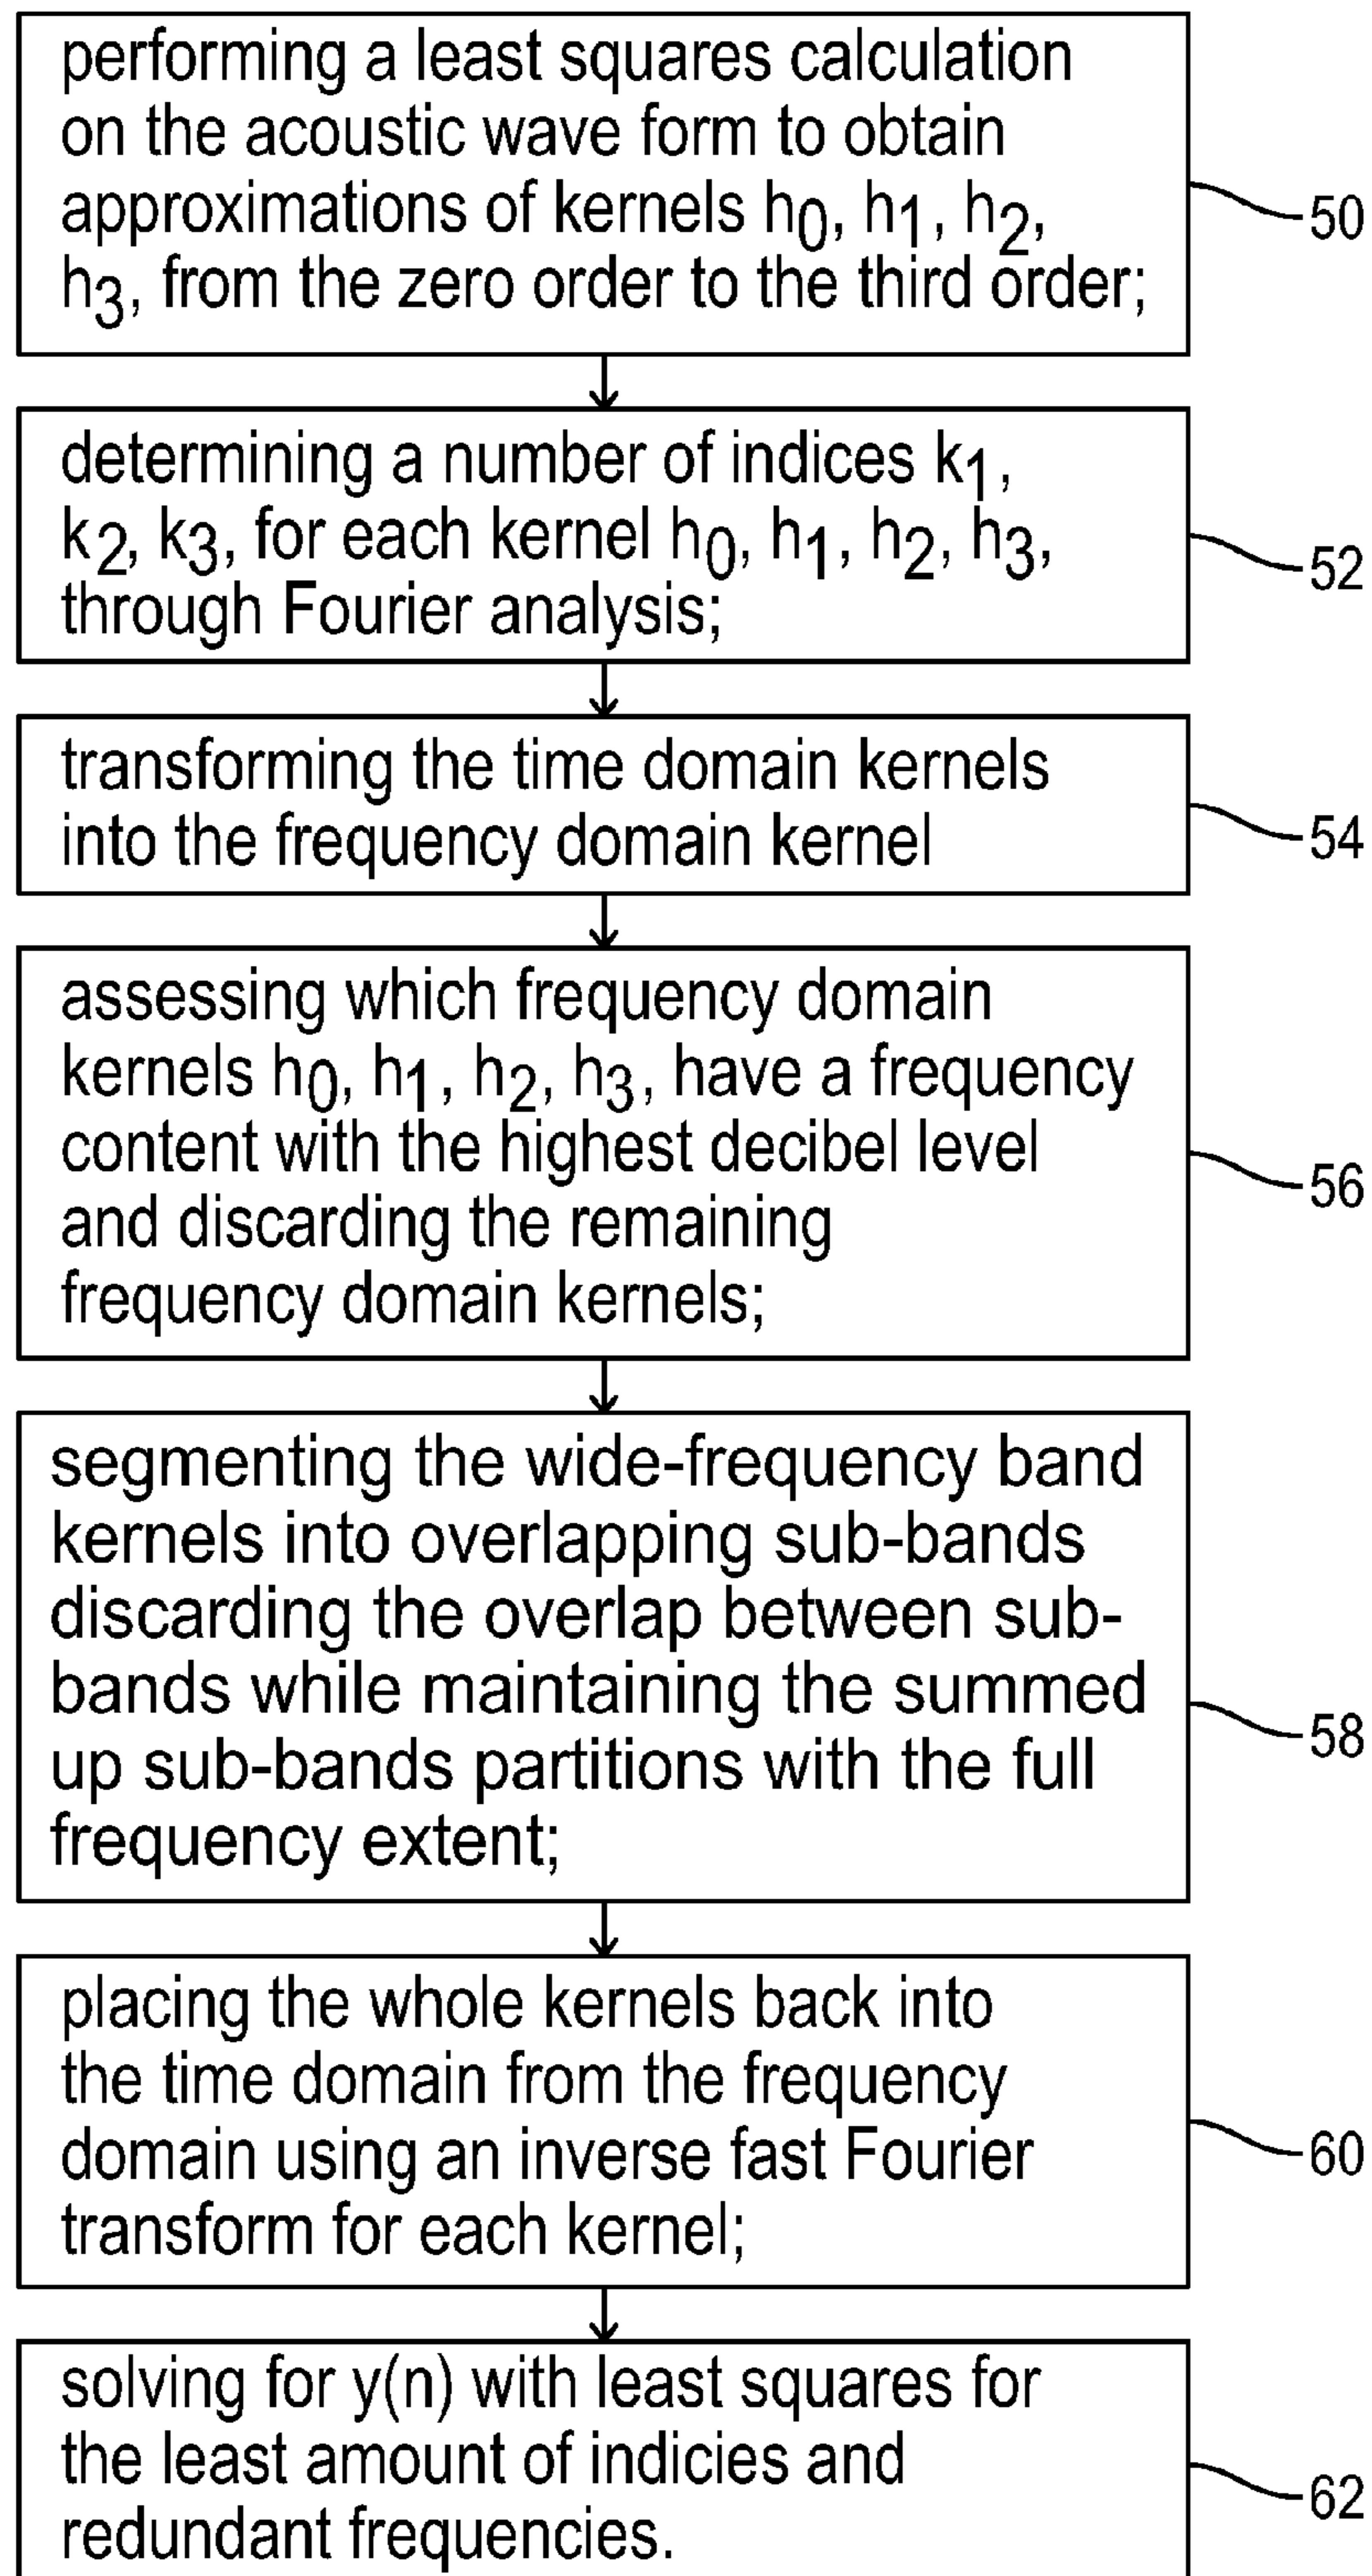 performing a least squares calculation
on the acoustic wave form to obtain
approximations of kernels h0, h1, h2,
h3, from the zero order to the third order;
50
determining a number of indices k1,
k2, k3, for each kernel h0, h1, h2, h3,
through Fourier analysis;
52
transforming the time domain kernels
into the frequency domain kernel
54
assessing which frequency domain
kernels h0, h1, h2, h3, have a frequency
content with the highest decibel level
and discarding the remaining
frequency domain kernels;
56
segmenting the wide-frequency band
kernels into overlapping sub-bands
discarding the overlap between sub-
bands while maintaining the summed
up sub-bands partitions with the full
frequency extent;
58
placing the whole kernels back into
the time domain from the frequency
domain using an inverse fast Fourier
transform for each kernel;
60
solving for y(n) with least squares for
the least amount of indicies and
redundant frequencies.
62